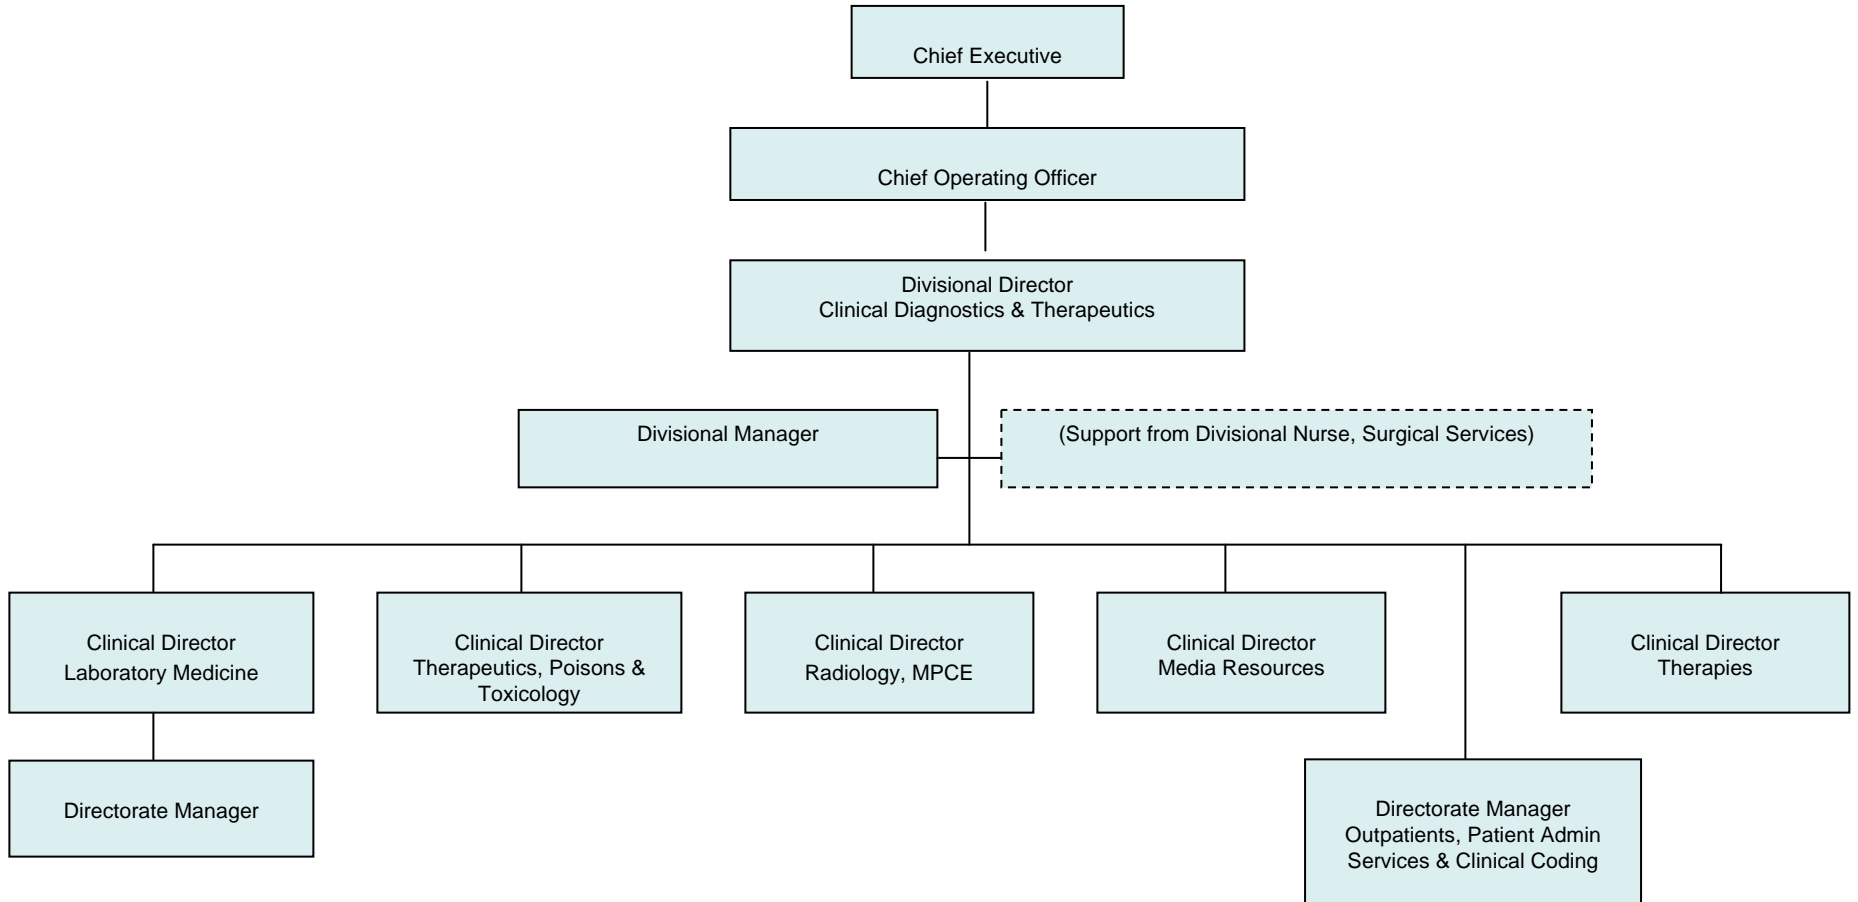 Chief Executive
Chief Operating Officer
Divisional Director
Clinical Diagnostics & Therapeutics
Divisional Manager
(Support from Divisional Nurse, Surgical Services)
Clinical Director
Laboratory Medicine
Clinical Director
Therapeutics, Poisons &
Toxicology
Clinical Director
Radiology, MPCE
Clinical Director
Media Resources
Clinical Director
Therapies
Directorate Manager
Directorate Manager
Outpatients, Patient Admin
Services & Clinical Coding